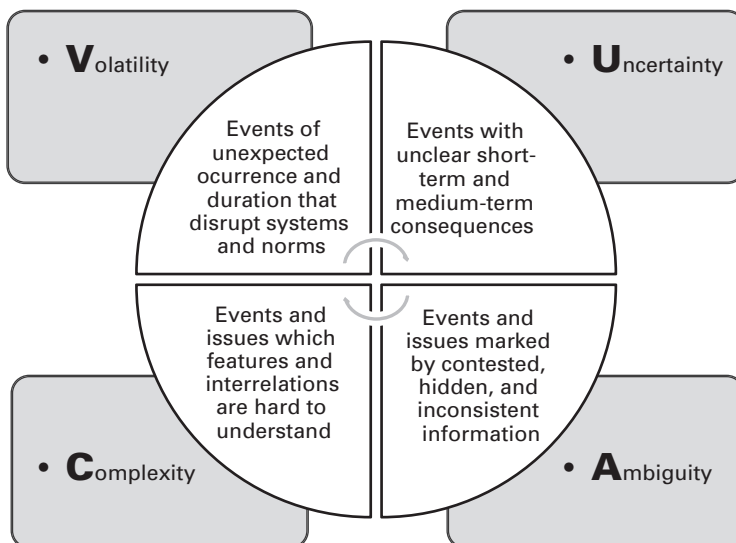 • Volatility
Events of
unexpected
ocurrence and
duration that
disrupt systems
and norms
• Uncertainty
Events with
unclear short-
term and
medium-term
consequences
• Complexity
Events and
issues which
features and
interrelations
are hard to
understand
• Ambiguity
Events and
issues marked
by contested,
hidden, and
inconsistent
information